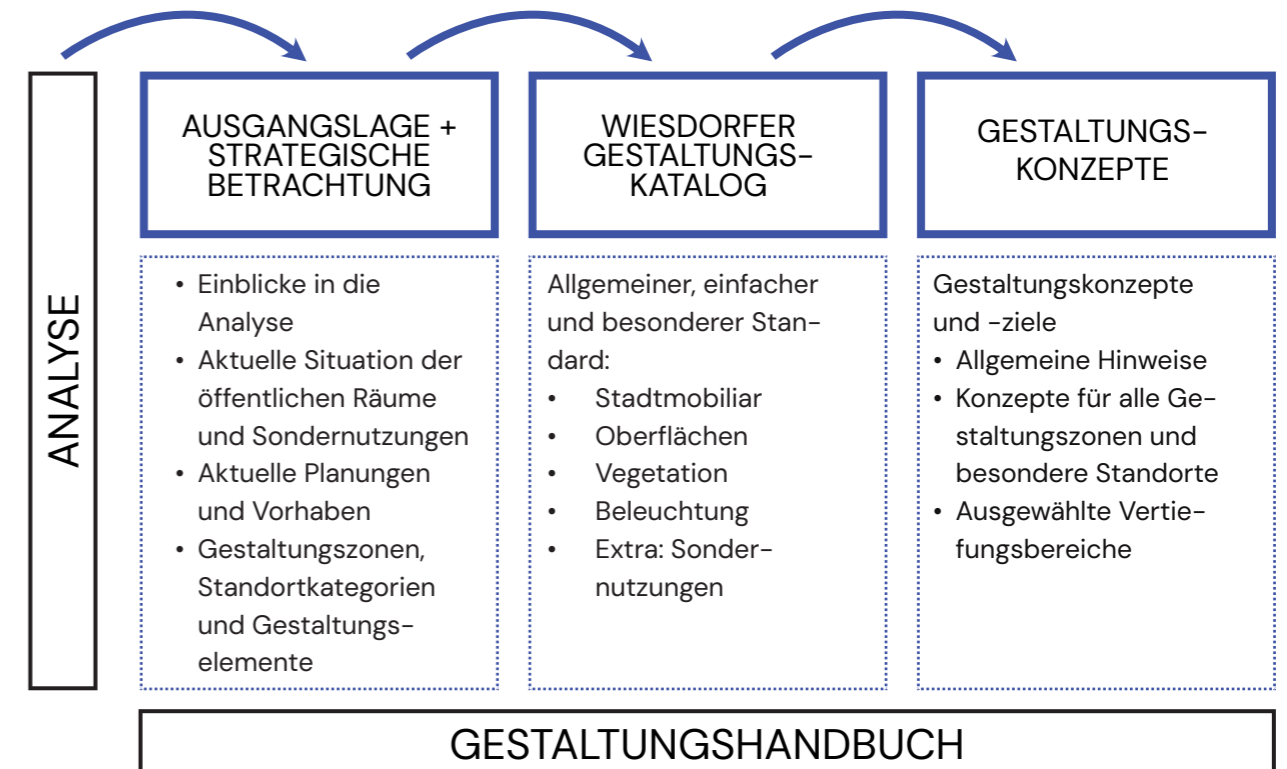 ANALYSE
AUSGANGSLAGE +
STRATEGISCHE
BETRACHTUNG
• Einblicke in die
Analyse
• Aktuelle Situation der
öffentlichen Räume
und Sondernutzungen
• Aktuelle Planungen
und Vorhaben
• Gestaltungszonen,
Standortkategorien
und Gestaltungs-
elemente
WIESDORFER
GESTALTUNGS-
KATALOG
Allgemeiner, einfacher
und besonderer Stan-
dard:
• Stadtmobiliar
• Oberflächen
• Vegetation
• Beleuchtung
• Extra: Sonder-
nutzungen
GESTALTUNGS-
KONZEPTE
Gestaltungskonzepte
und -ziele
• Allgemeine Hinweise
• Konzepte für alle Ge-
staltungszonen und
besondere Standorte
• Ausgewählte Vertie-
fungsbereiche
GESTALTUNGSHANDBUCH